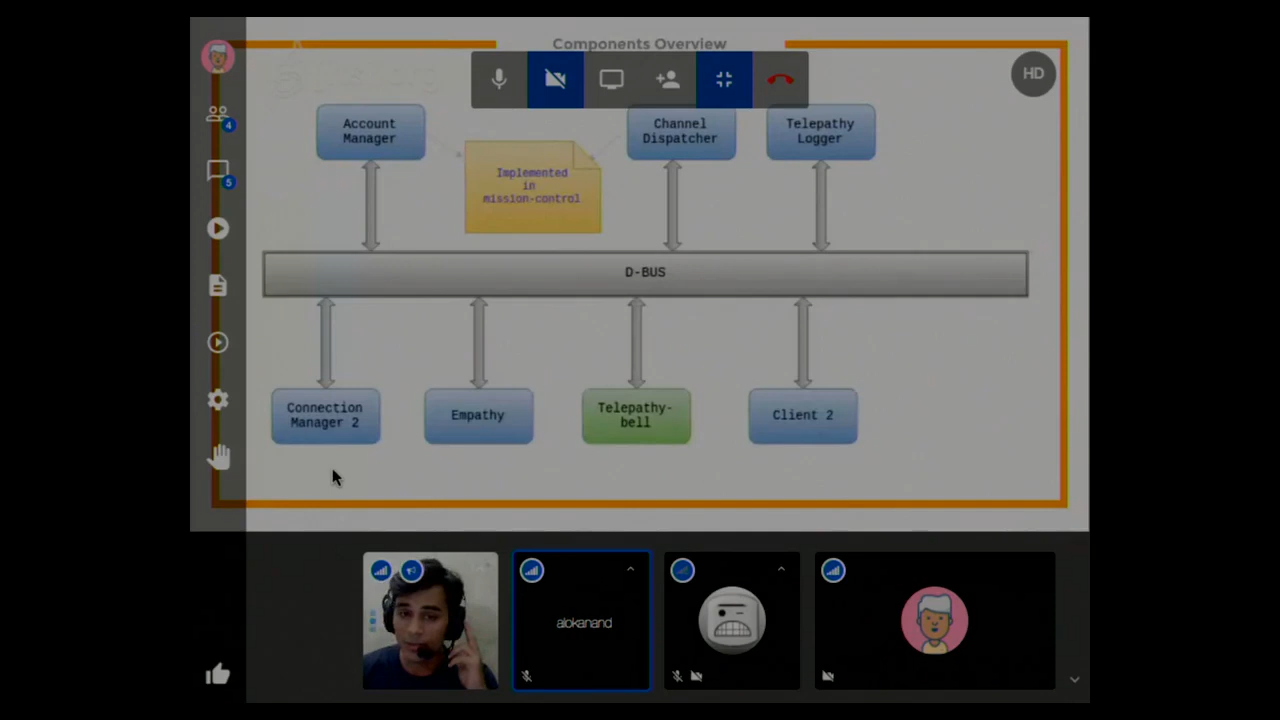 Components Overview
HD
Account
Manager
Implemented
in
mission-control
Channel
Dispatcher
Telepathy
Logger
4
5
D-BUS
Connection
Manager 2
Empathy
Telepathy-
bell
Client 2
alokanand